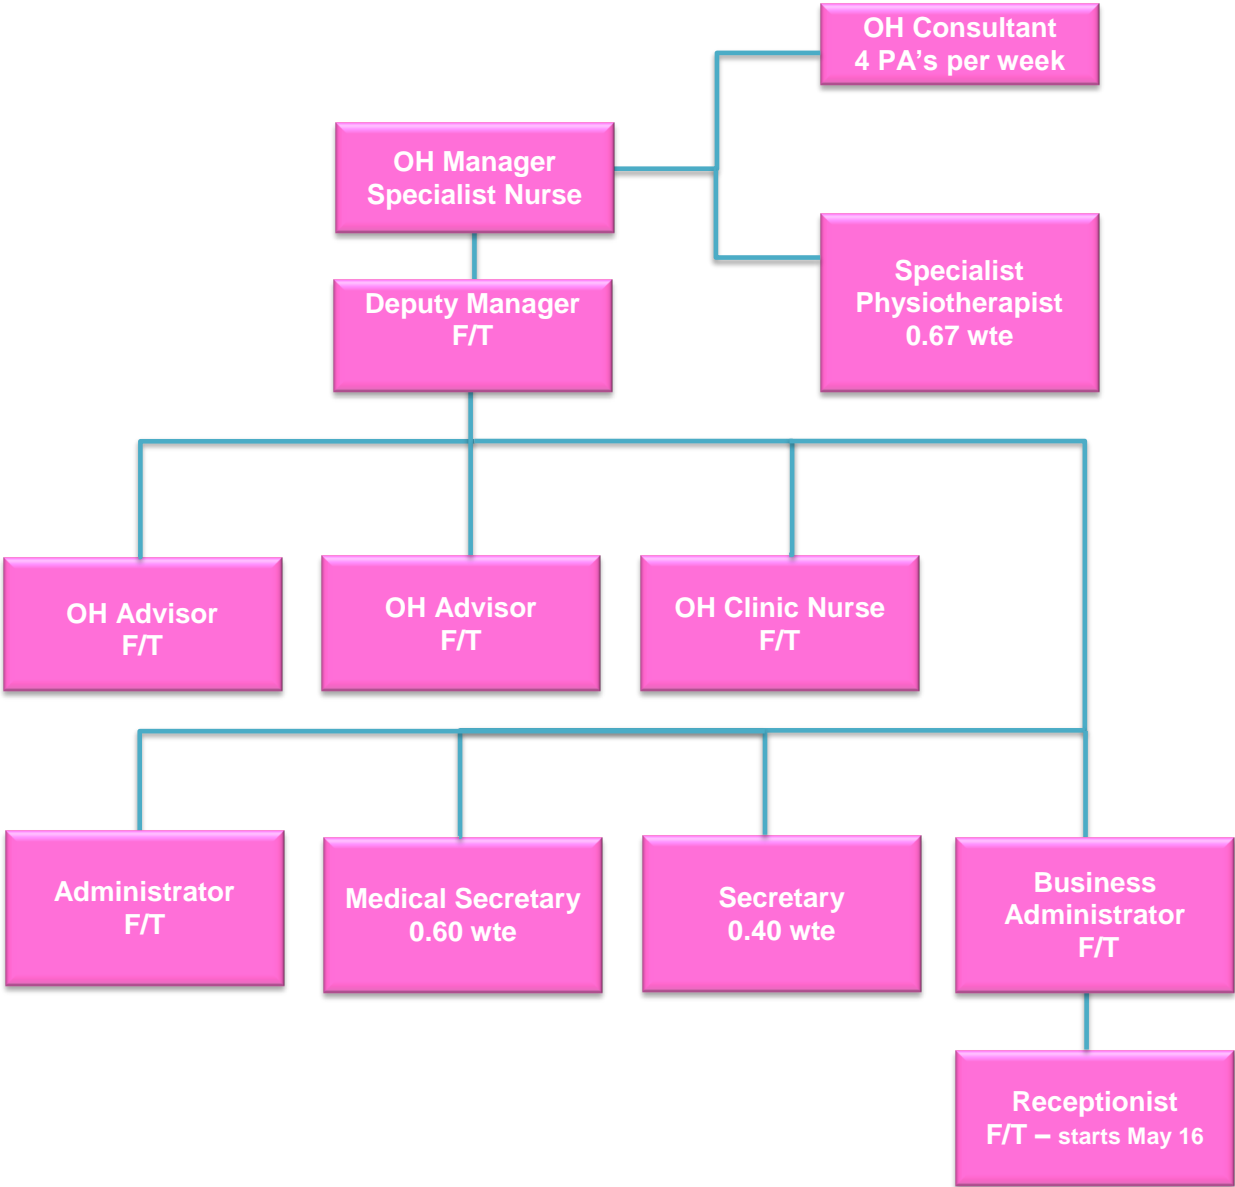 OH Consultant
4 PA’s per week
OH Manager
Specialist Nurse
Specialist
Physiotherapist
0.67 wte
Deputy Manager
F/T
OH Advisor
F/T
OH Advisor
F/T
OH Clinic Nurse
F/T
Administrator
F/T
Medical Secretary
0.60 wte
Secretary
0.40 wte
Business
Administrator
F/T
Receptionist
F/T – starts May 16